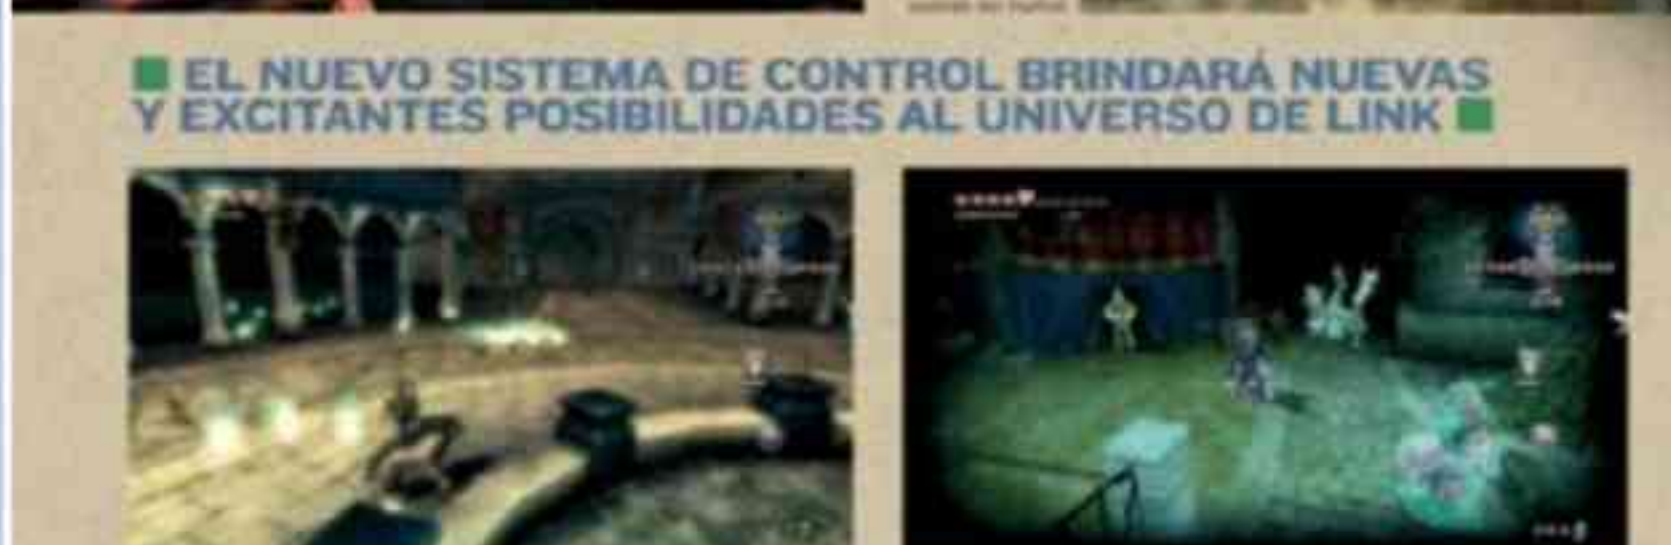 EL NUEVO SISTEMA DE CONTROL BRINDARÁ NUEVAS
Y EXCITANTES POSIBILIDADES AL UNIVERSO DE LINK